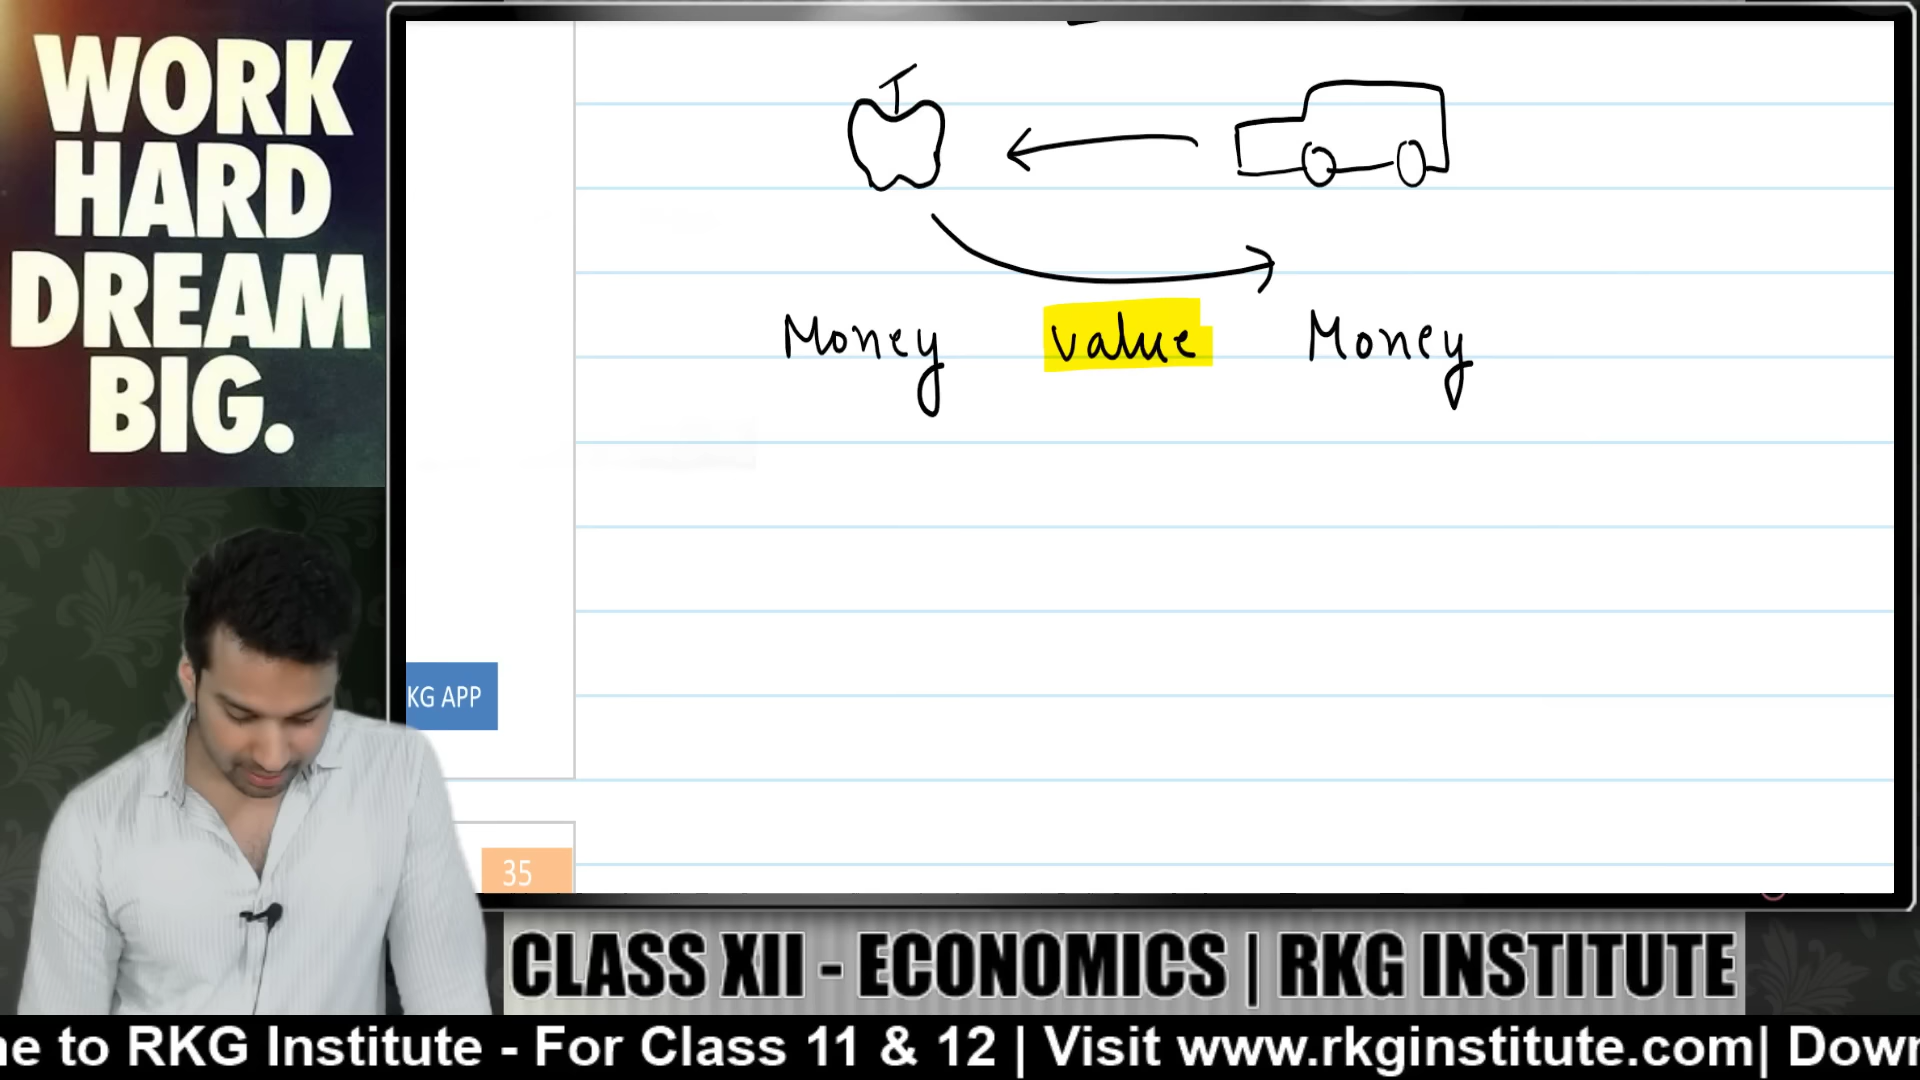 WORK
HARD
DREAM
BIG.
Money value Money
KG APP
35
CLASS XII - ECONOMICS | RKG INSTITUTE
to RKG Institute - For Class 11 & 12 | Visit www.rkginstitute.com|